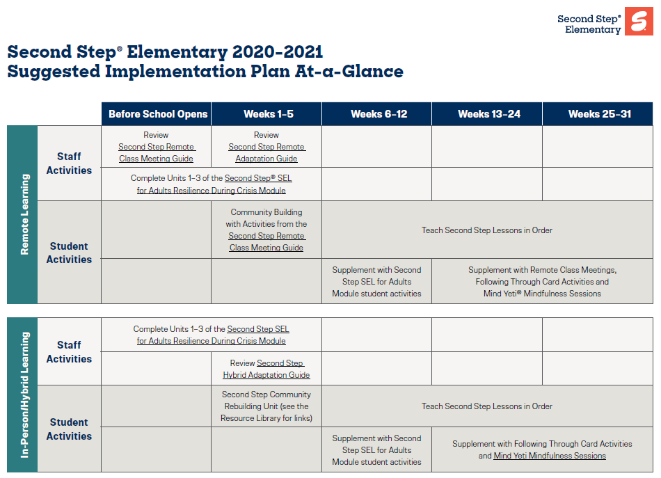 Second Step®
Elementary
Second Step® Elementary 2020–2021
Suggested Implementation Plan At-a-Glance
Before School Opens
Weeks 1–5
Weeks 6–12
Weeks 13–24
Weeks 25–31
Remote Learning
Staff
Activities
Review
Second Step Remote
Class Meeting Guide
Review
Second Step Remote
Adaptation Guide
Complete Units 1–3 of the Second Step® SEL
for Adults Resilience During Crisis Module
Student
Activities
Community Building
with Activities from the
Second Step Remote
Class Meeting Guide
Teach Second Step Lessons in Order
Supplement with Second
Step SEL for Adults
Module student activities
Supplement with Remote Class Meetings,
Following Through Card Activities and
Mind Yeti® Mindfulness Sessions
In-Person/Hybrid Learning
Staff
Activities
Complete Units 1–3 of the Second Step SEL
for Adults Resilience During Crisis Module
Review Second Step
Hybrid Adaptation Guide
Student
Activities
Second Step Community
Rebuilding Unit (see the
Resource Library for links)
Teach Second Step Lessons in Order
Supplement with Second
Step SEL for Adults
Module student activities
Supplement with Following Through Card Activities
and Mind Yeti Mindfulness Sessions